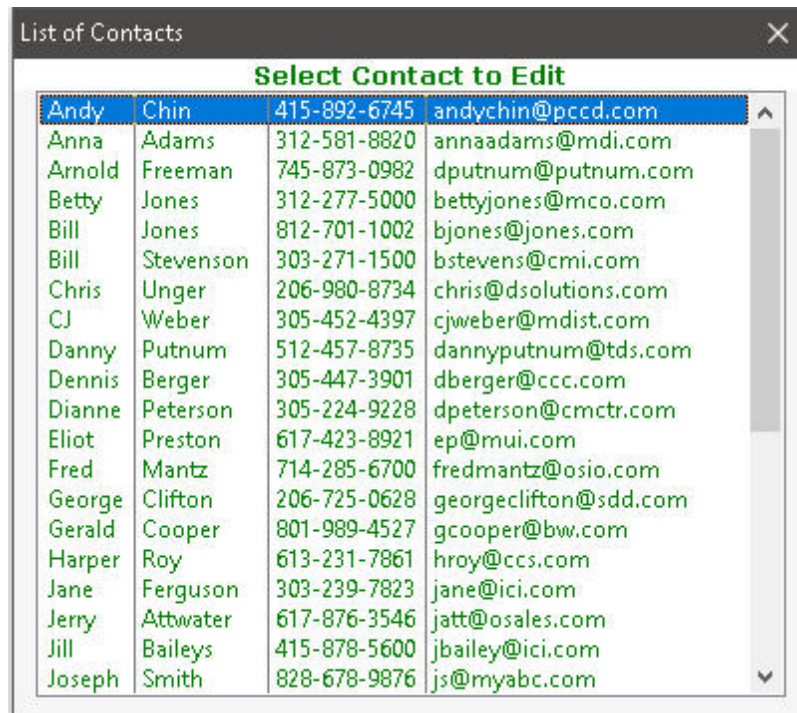 List of Contacts
Select Contact to Edit
Andy Chin 415-892-6745 andychin@pccd.com
Anna Adams 312-581-8820 annaadams@mdi.com
Arnold Freeman 745-873-0982 dputnum@putnum.com
Betty Jones 312-277-5000 bettyjones@mco.com
Bill Jones 812-701-1002 bjones@jones.com
Bill Stevenson 303-271-1500 bstevens@cmi.com
Chris Unger 206-980-8734 chris@dsolutions.com
CJ Weber 305-452-4397 cjweber@mdist.com
Danny Putnum 512-457-8735 dannyputnum@tds.com
Dennis Berger 305-447-3901 dberger@ccc.com
Dianne Peterson 305-224-9228 dpeterson@cmctr.com
Eliot Preston 617-423-8921 ep@mui.com
Fred Mantz 714-285-6700 fredmantz@osio.com
George Clifton 206-725-0628 georgeclifton@sdd.com
Gerald Cooper 801-989-4527 gcooper@bw.com
Harper Roy 613-231-7861 hroy@ccs.com
Jane Ferguson 303-239-7823 jane@ici.com
Jerry Attwater 617-876-3546 jatt@osales.com
Jill Baileys 415-878-5600 jbailey@ici.com
Joseph Smith 828-678-9876 js@myabc.com